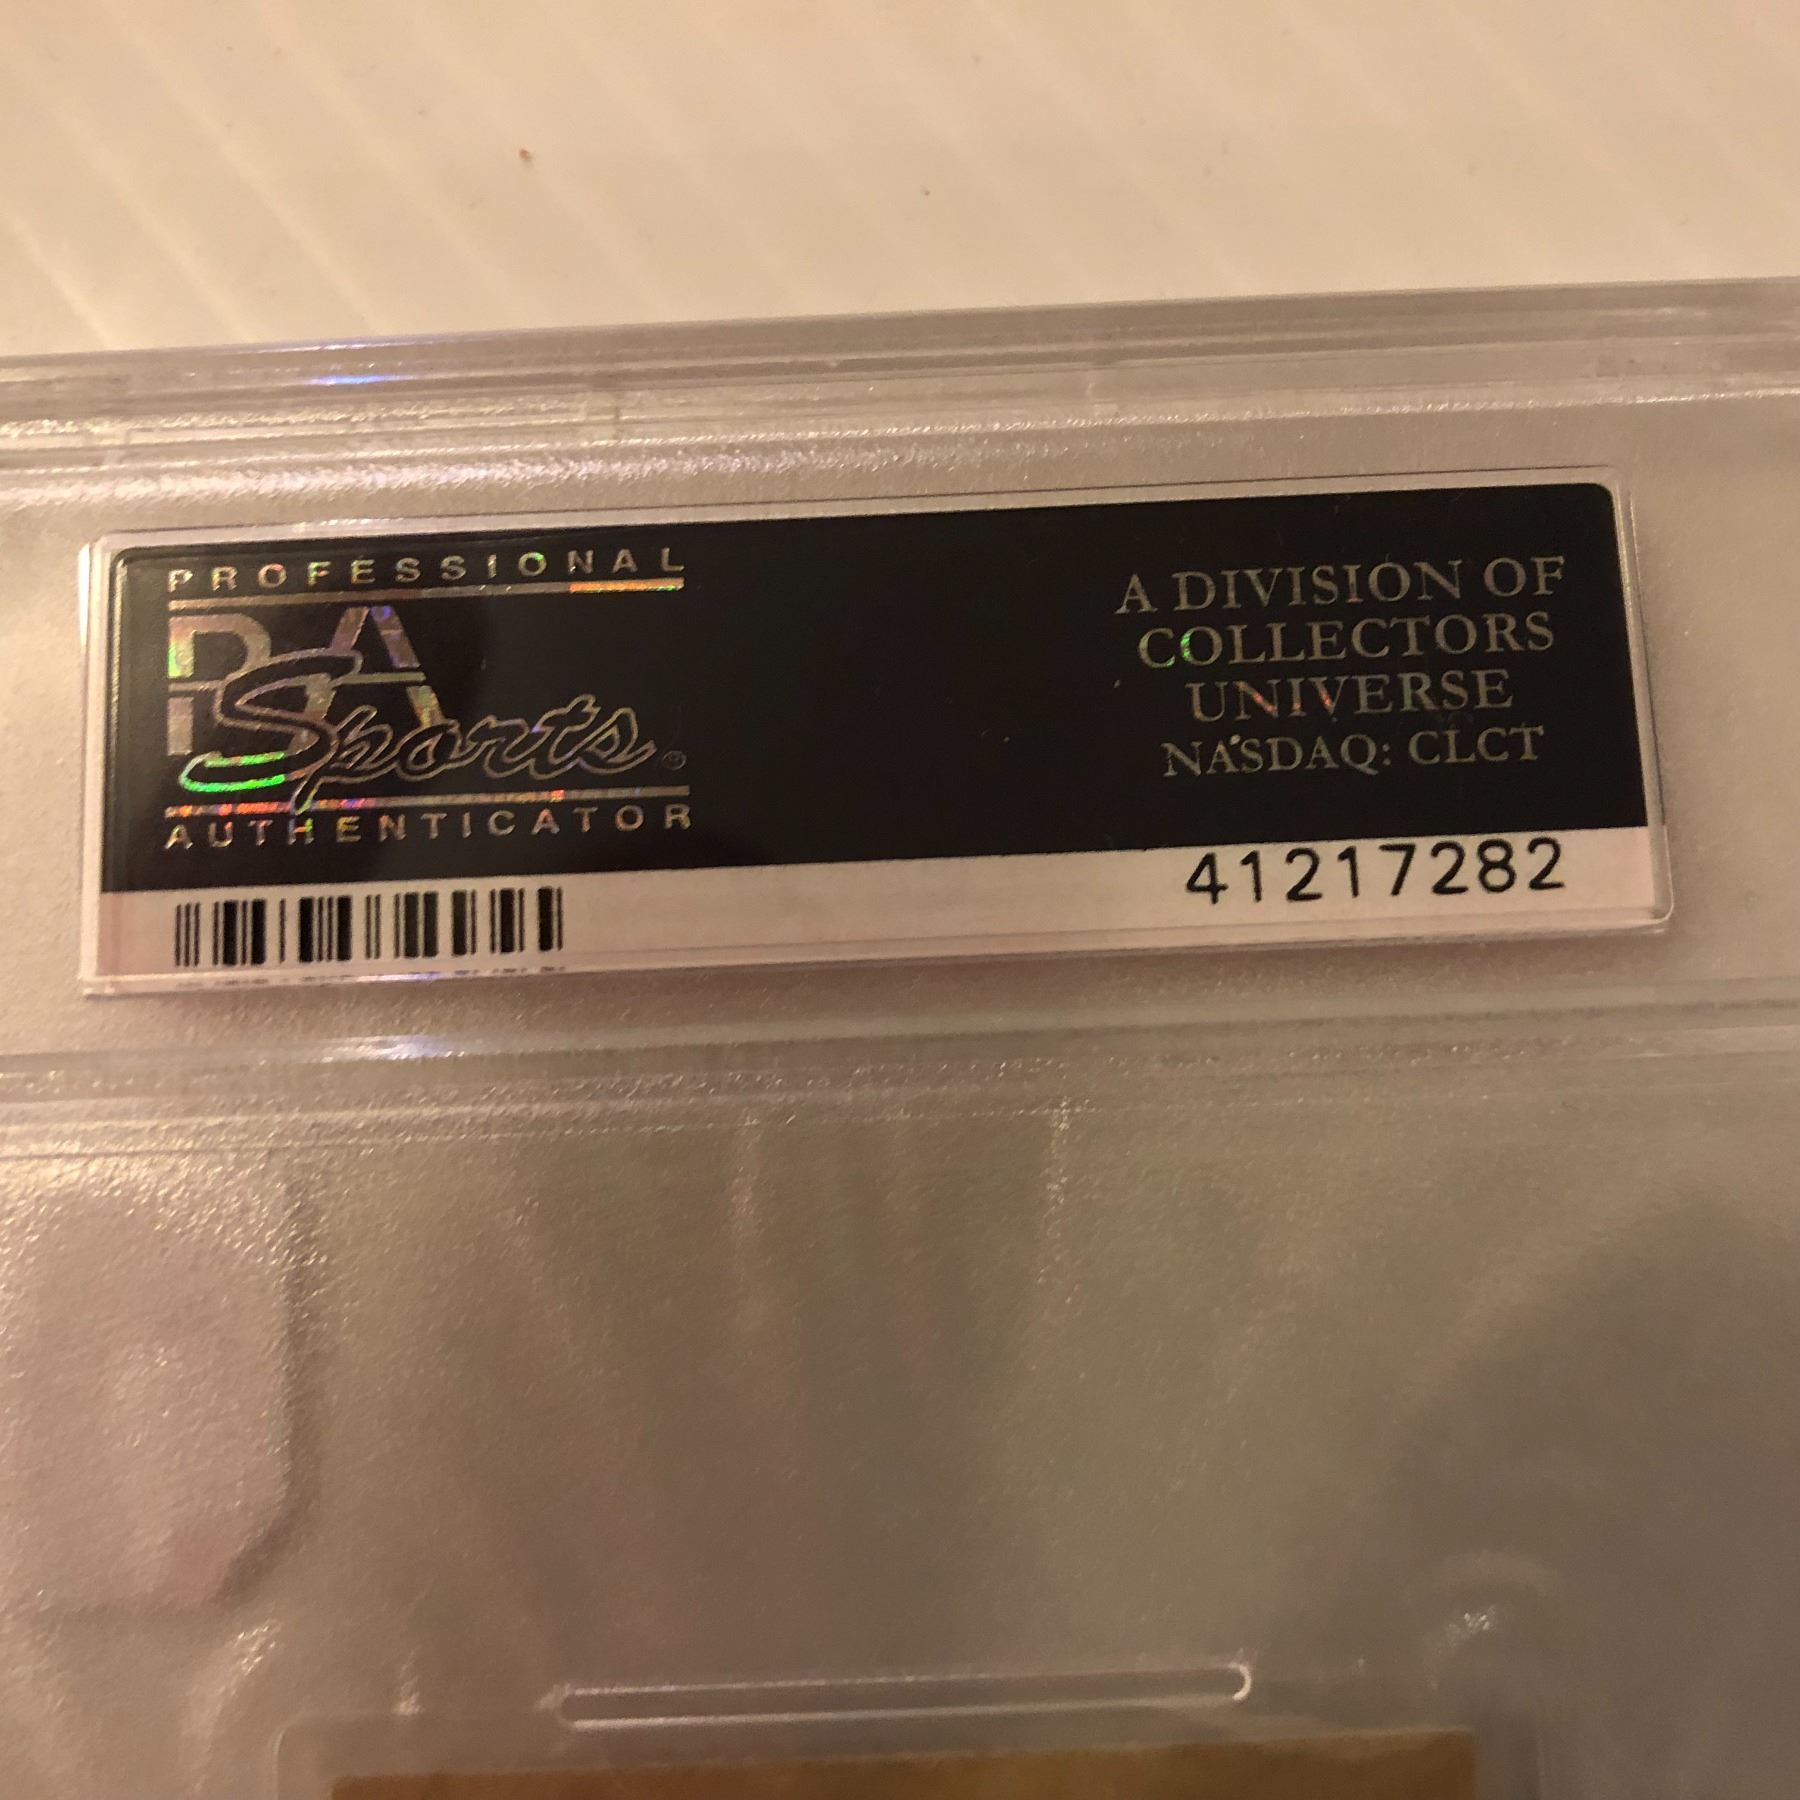 PROFESSIONAL
PSA
Sports®
AUTHENTICATOR
A DIVISION OF
COLLECTORS
UNIVERSE
NASDAQ: CLCT
41217282